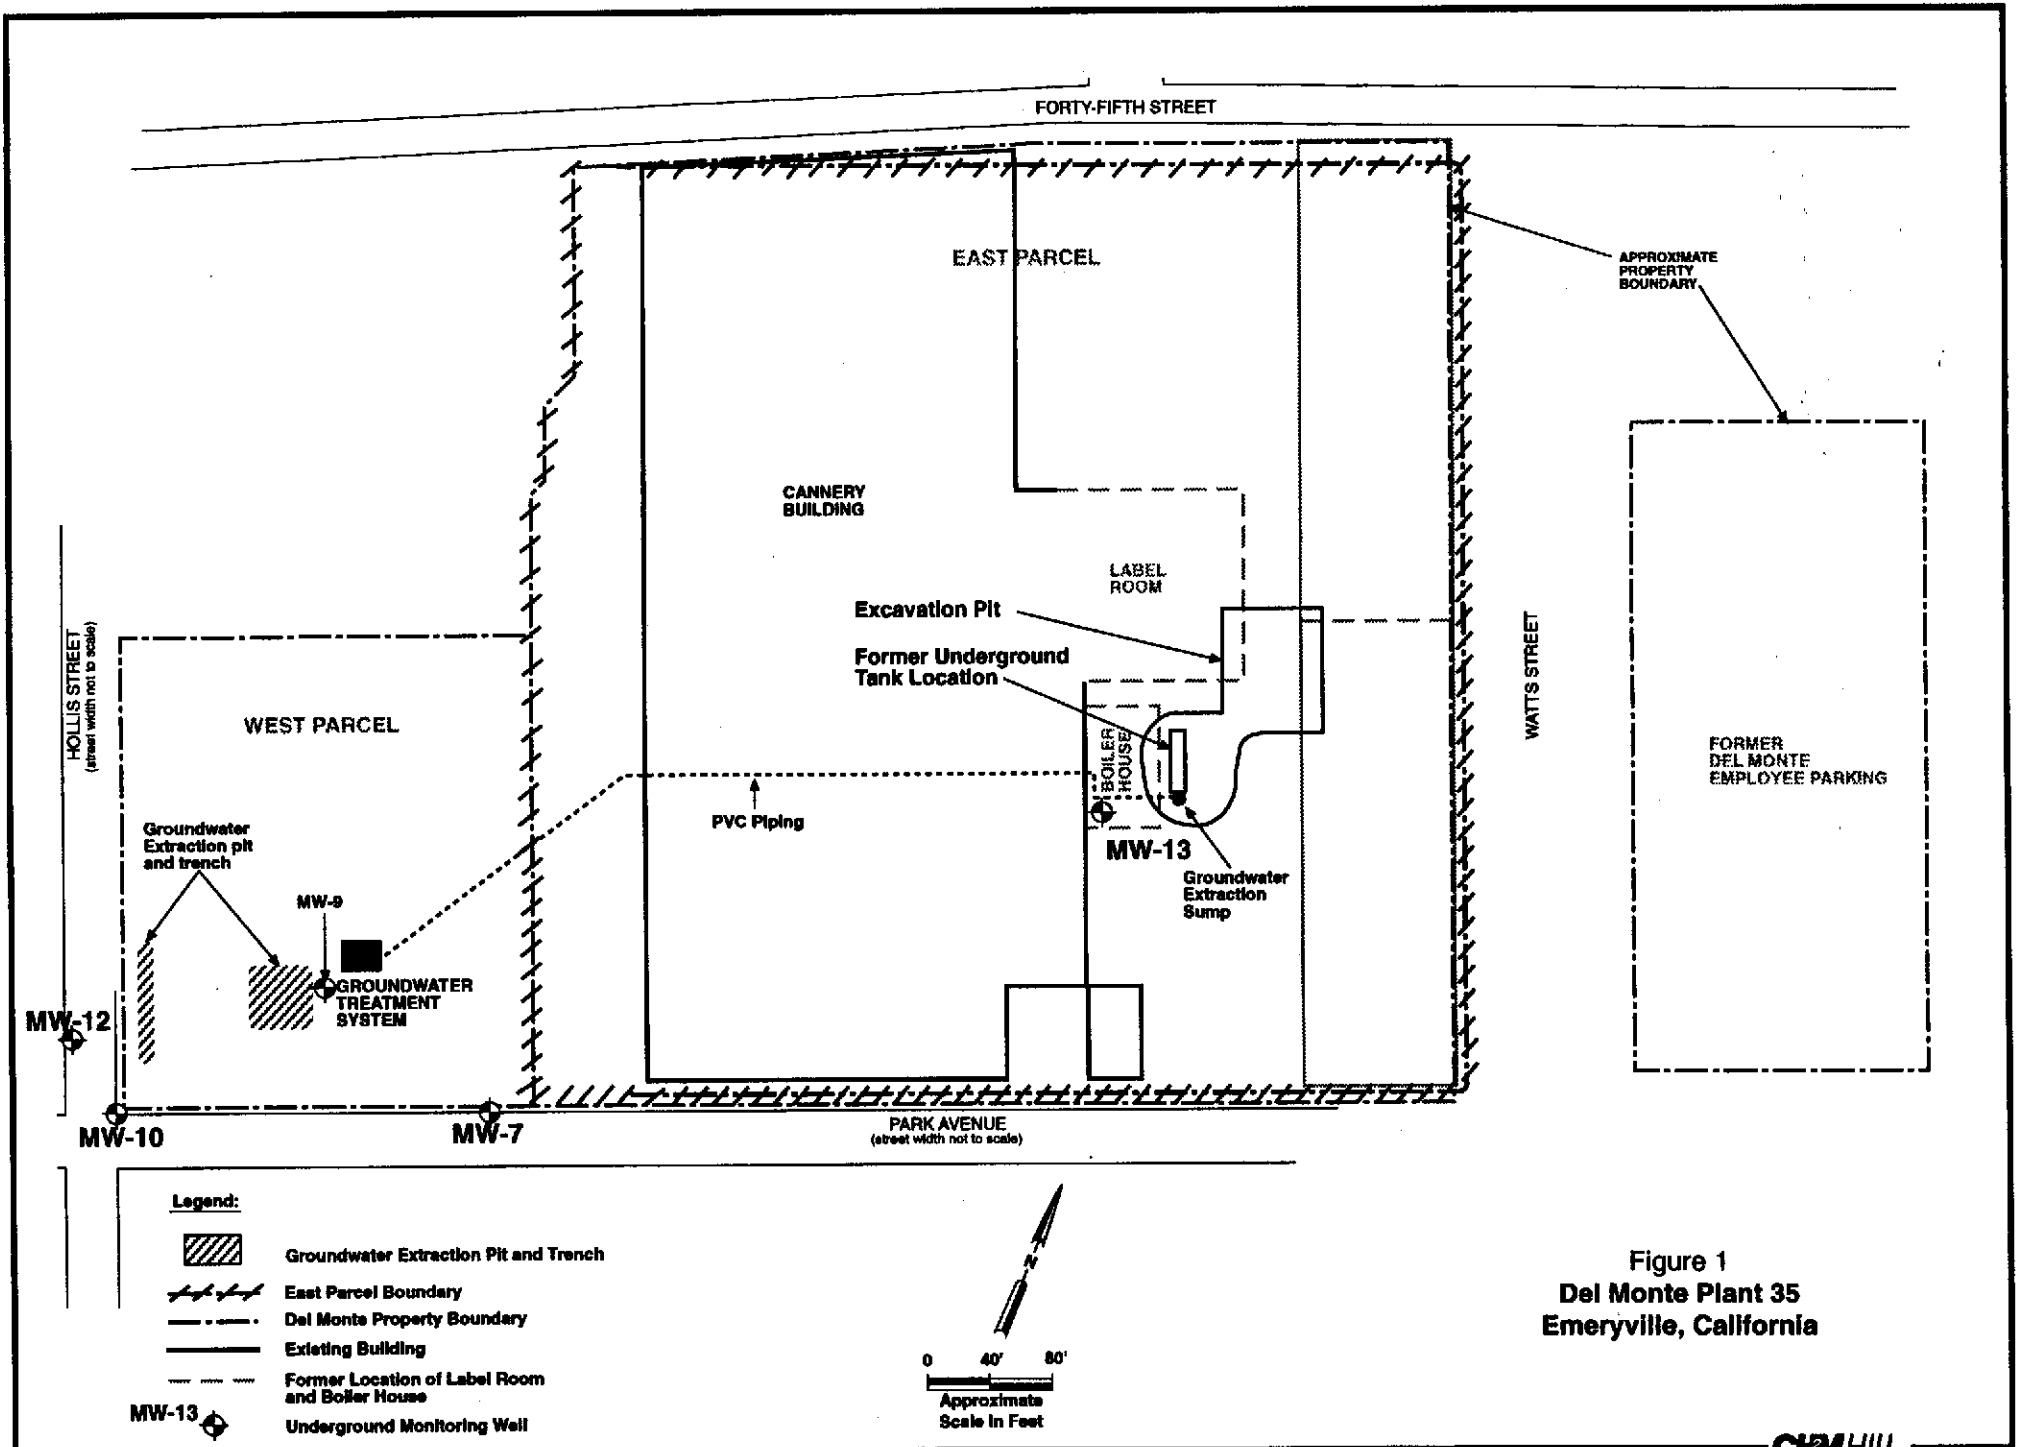 FORTY-FIFTH STREET
EAST PARCEL
APPROXIMATE
PROPERTY
BOUNDARY
CANNERY
BUILDING
LABEL
ROOM
Excavation Pit
Former Underground
Tank Location
HOLLIS STREET
(street width not to scale)
WEST PARCEL
BOILER
HOUSE
WATTS STREET
FORMER
DEL MONTE
EMPLOYEE PARKING
PVC Piping
Groundwater
Extraction pit
and trench
MW-13
Groundwater
Extraction
Sump
MW-9
GROUNDWATER
TREATMENT
SYSTEM
MW-12
MW-10
MW-7
PARK AVENUE
(street width not to scale)
Legend:
Groundwater Extraction Pit and Trench
East Parcel Boundary
Del Monte Property Boundary
Existing Building
Former Location of Label Room
and Boiler House
MW-13
Underground Monitoring Well
N
0 40' 80'
Approximate
Scale in Feet
Figure 1
Del Monte Plant 35
Emeryville, California
CH2M HILL